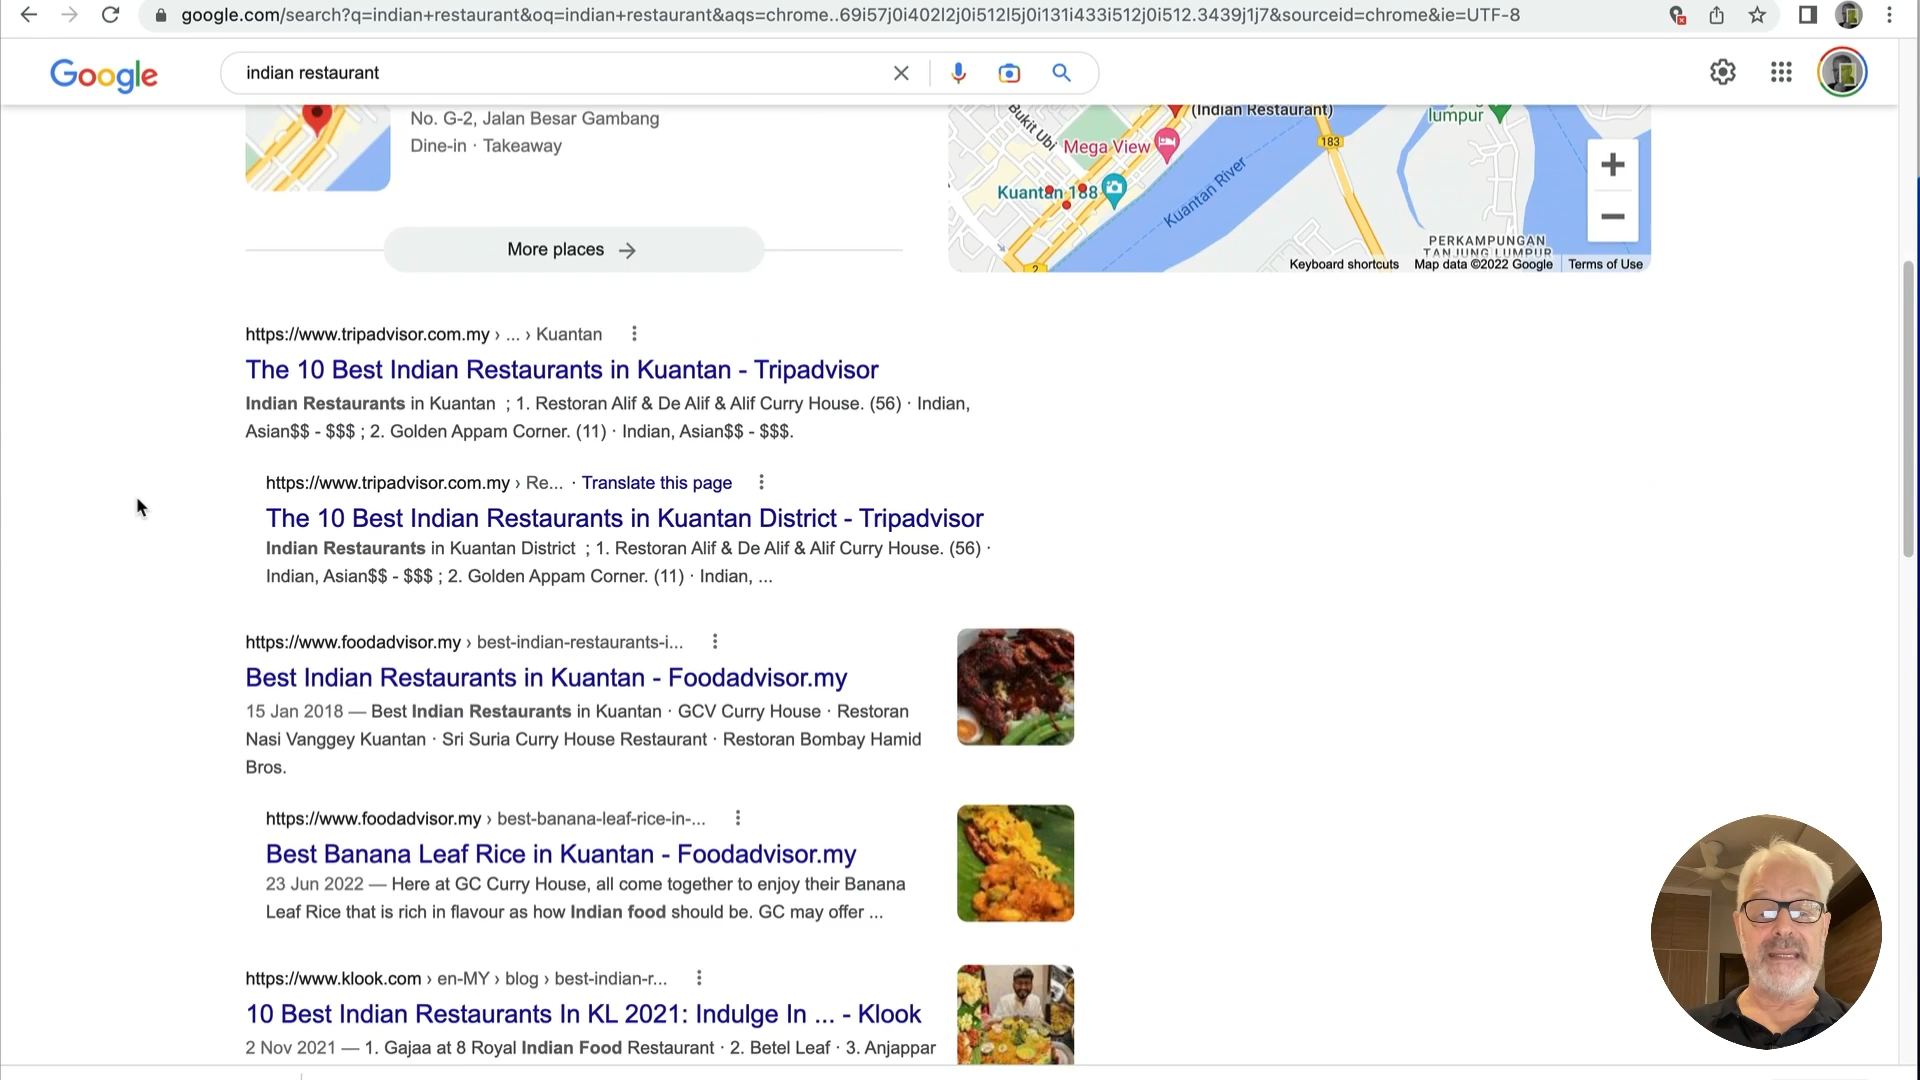 google.com/search?q=indian+restaurant&oq=indian+restaurant&aqs=chrome..69i57j0i402l2j0i512l5j0i131i433i512j0i512.3439j1j7&sourceid=chrome&ie=UTF-8
Google
indian restaurant
No. G-2, Jalan Besar Gambang
Dine-in · Takeaway
More places
(Indian Restaurant)
lumpur
Bukit Ubi
Mega View
183
Kuantan 188
Kuantan River
PERKAMPUNGAN
TANJUNG LUMPUR
2
Keyboard shortcuts Map data ©2022 Google Terms of Use
https://www.tripadvisor.com.my › ... › Kuantan
The 10 Best Indian Restaurants in Kuantan - Tripadvisor
Indian Restaurants in Kuantan ; 1. Restoran Alif & De Alif & Alif Curry House. (56) · Indian,
Asian$$ - $$$ ; 2. Golden Appam Corner. (11) · Indian, Asian$$ - $$$.
https://www.tripadvisor.com.my › Re... · Translate this page
The 10 Best Indian Restaurants in Kuantan District - Tripadvisor
Indian Restaurants in Kuantan District ; 1. Restoran Alif & De Alif & Alif Curry House. (56) ·
Indian, Asian$$ - $$$ ; 2. Golden Appam Corner. (11) · Indian, ...
https://www.foodadvisor.my › best-indian-restaurants-i...
Best Indian Restaurants in Kuantan - Foodadvisor.my
15 Jan 2018 — Best Indian Restaurants in Kuantan · GCV Curry House · Restoran
Nasi Vanggey Kuantan · Sri Suria Curry House Restaurant · Restoran Bombay Hamid
Bros.
https://www.foodadvisor.my › best-banana-leaf-rice-in-...
Best Banana Leaf Rice in Kuantan - Foodadvisor.my
23 Jun 2022 — Here at GC Curry House, all come together to enjoy their Banana
Leaf Rice that is rich in flavour as how Indian food should be. GC may offer ...
https://www.klook.com › en-MY › blog › best-indian-r...
10 Best Indian Restaurants In KL 2021: Indulge In ... - Klook
2 Nov 2021 — 1. Gajaa at 8 Royal Indian Food Restaurant · 2. Betel Leaf · 3. Anjappar